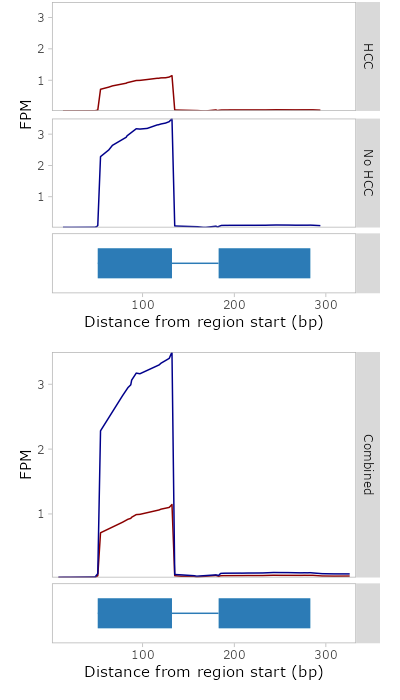 3
2
1
HCC
FPM
3
2
1
No HCC
100 200 300
Distance from region start (bp)
3
2
1
FPM
Combined
100 200 300
Distance from region start (bp)